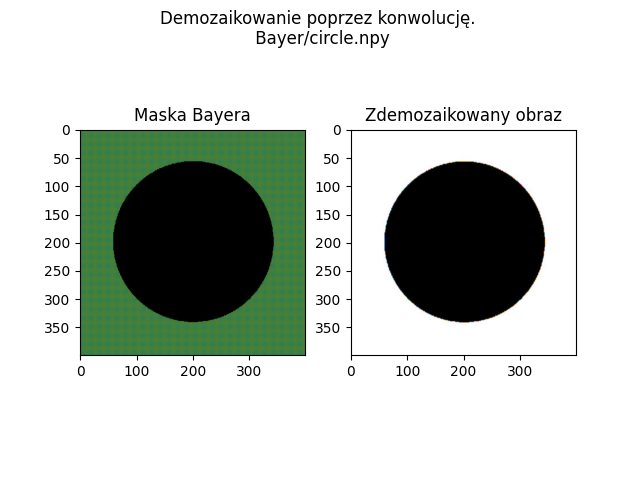 Demozaikowanie poprzez konwolucję.
Bayer/circle.npy
Maska Bayera
Zdemozaikowany obraz
0
50
100
150
200
250
300
350
0 100 200 300
0
50
100
150
200
250
300
350
0 100 200 300